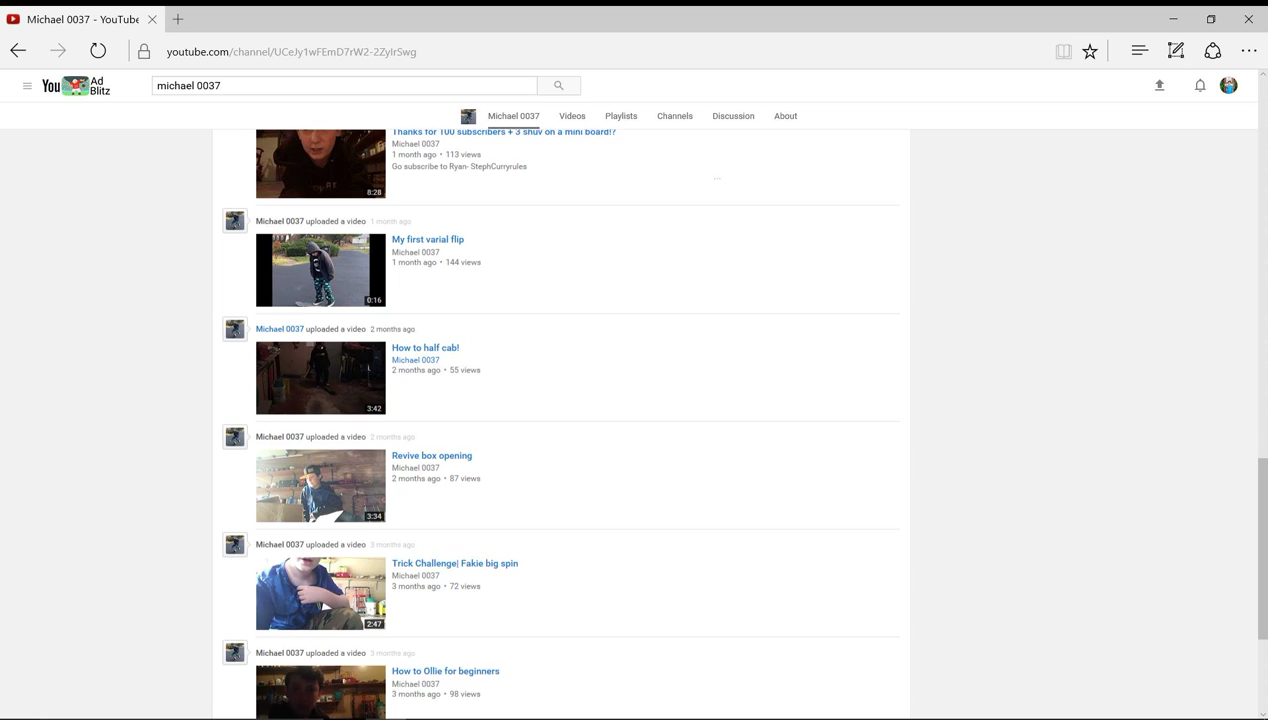 Michael 0037 - YouTube
youtube.com/channel/UCeJy1wFEmD7rW2-2ZyIrSwg
You Ad Blitz
michael 0037
Michael 0037 Videos Playlists Channels Discussion About
Thanks for 100 subscribers + 3 shuv on a mini board!?
Michael 0037
1 month ago • 113 views
Go subscribe to Ryan- StephCurryrules
...
8:28
Michael 0037 uploaded a video 1 month ago
My first varial flip
Michael 0037
1 month ago • 144 views
0:16
Michael 0037 uploaded a video 2 months ago
How to half cab!
Michael 0037
2 months ago • 55 views
3:42
Michael 0037 uploaded a video 2 months ago
Revive box opening
Michael 0037
2 months ago • 87 views
3:34
Michael 0037 uploaded a video 3 months ago
Trick Challenge| Fakie big spin
Michael 0037
3 months ago • 72 views
2:47
Michael 0037 uploaded a video 3 months ago
How to Ollie for beginners
Michael 0037
3 months ago • 98 views